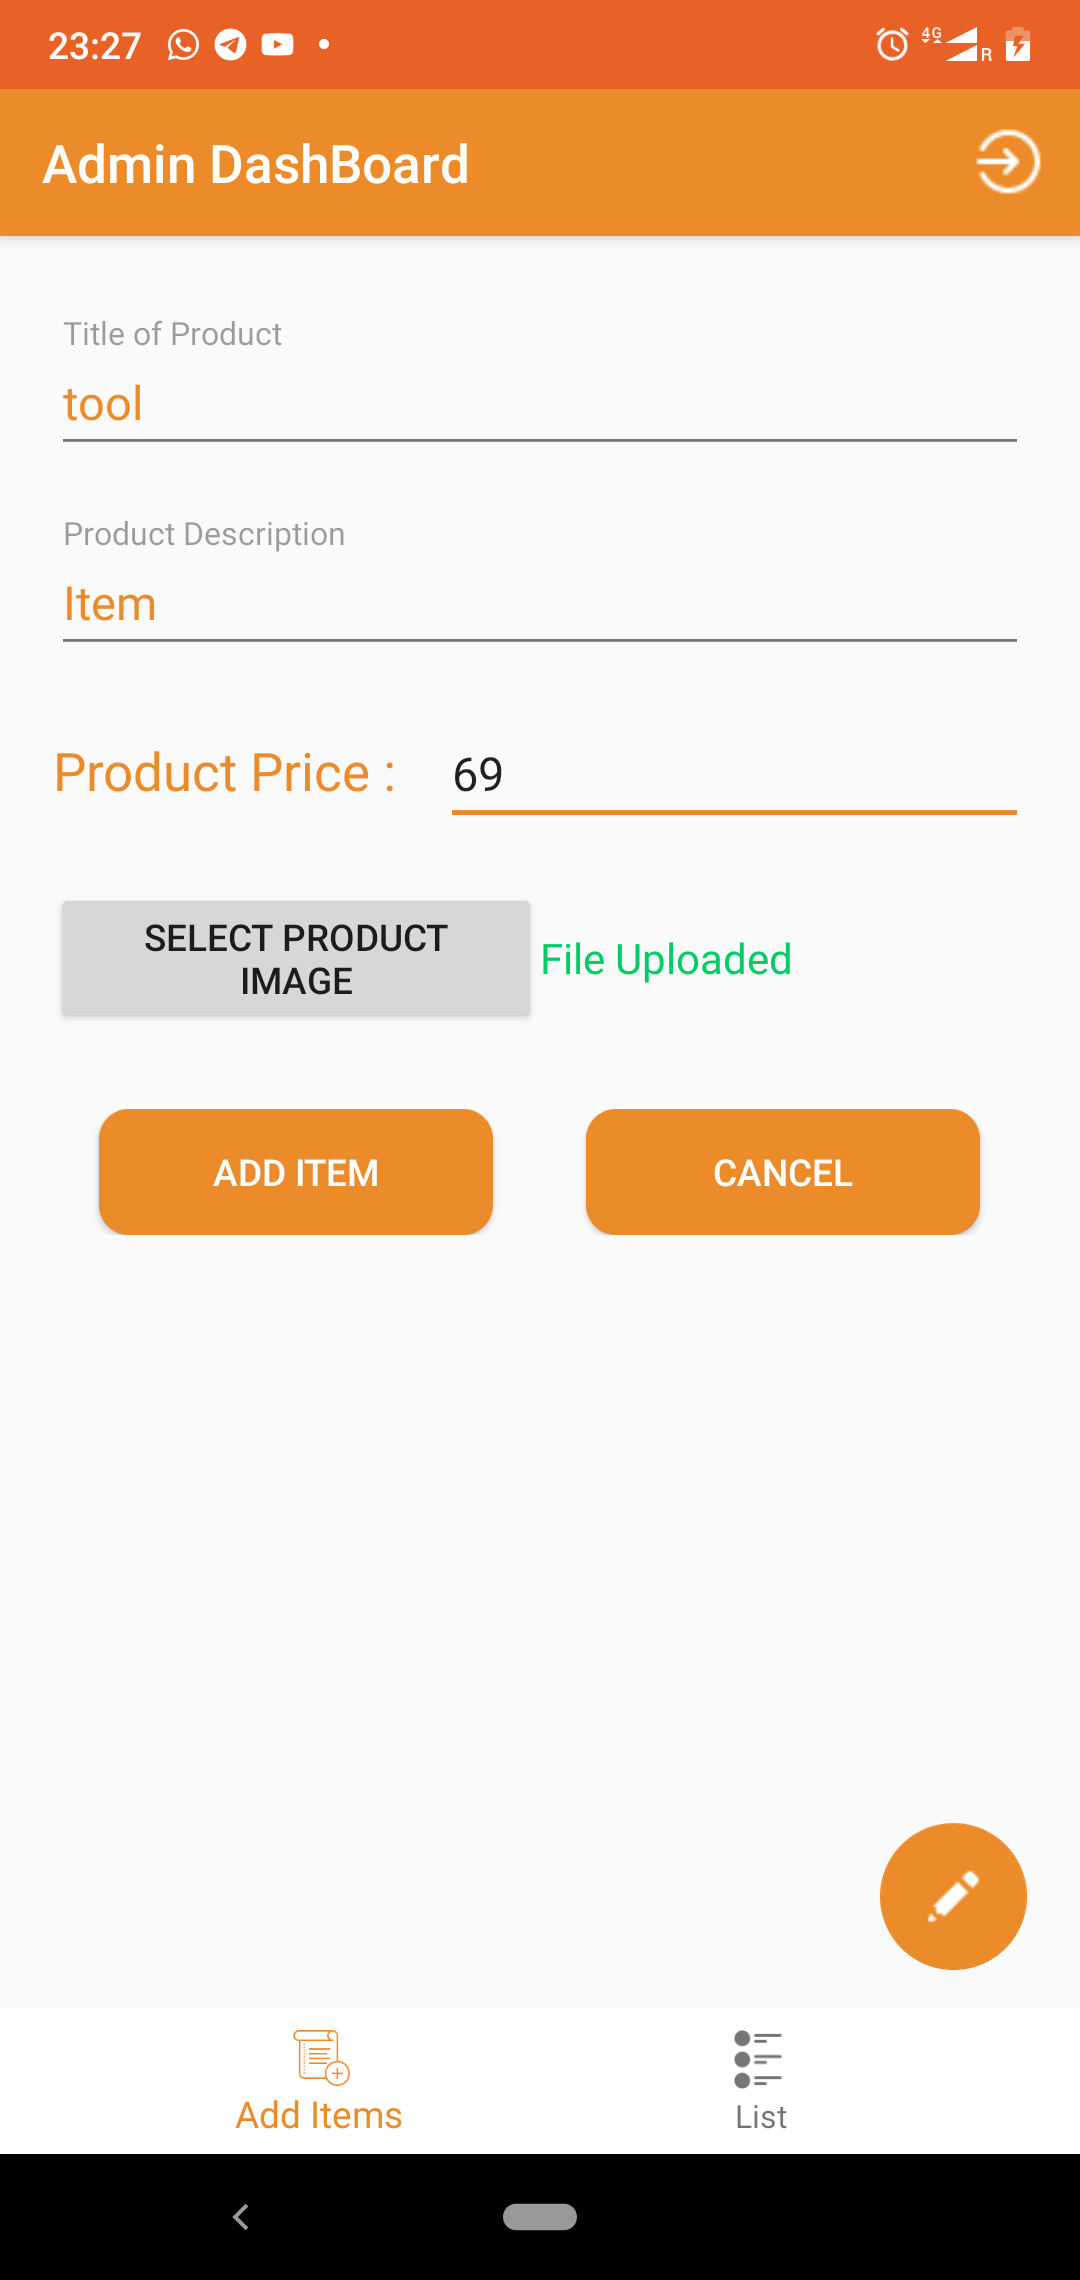 23:27
4G
R
Admin DashBoard
Title of Product
tool
Product Description
Item
Product Price :
69
SELECT PRODUCT
IMAGE
File Uploaded
ADD ITEM
CANCEL
Add Items
List